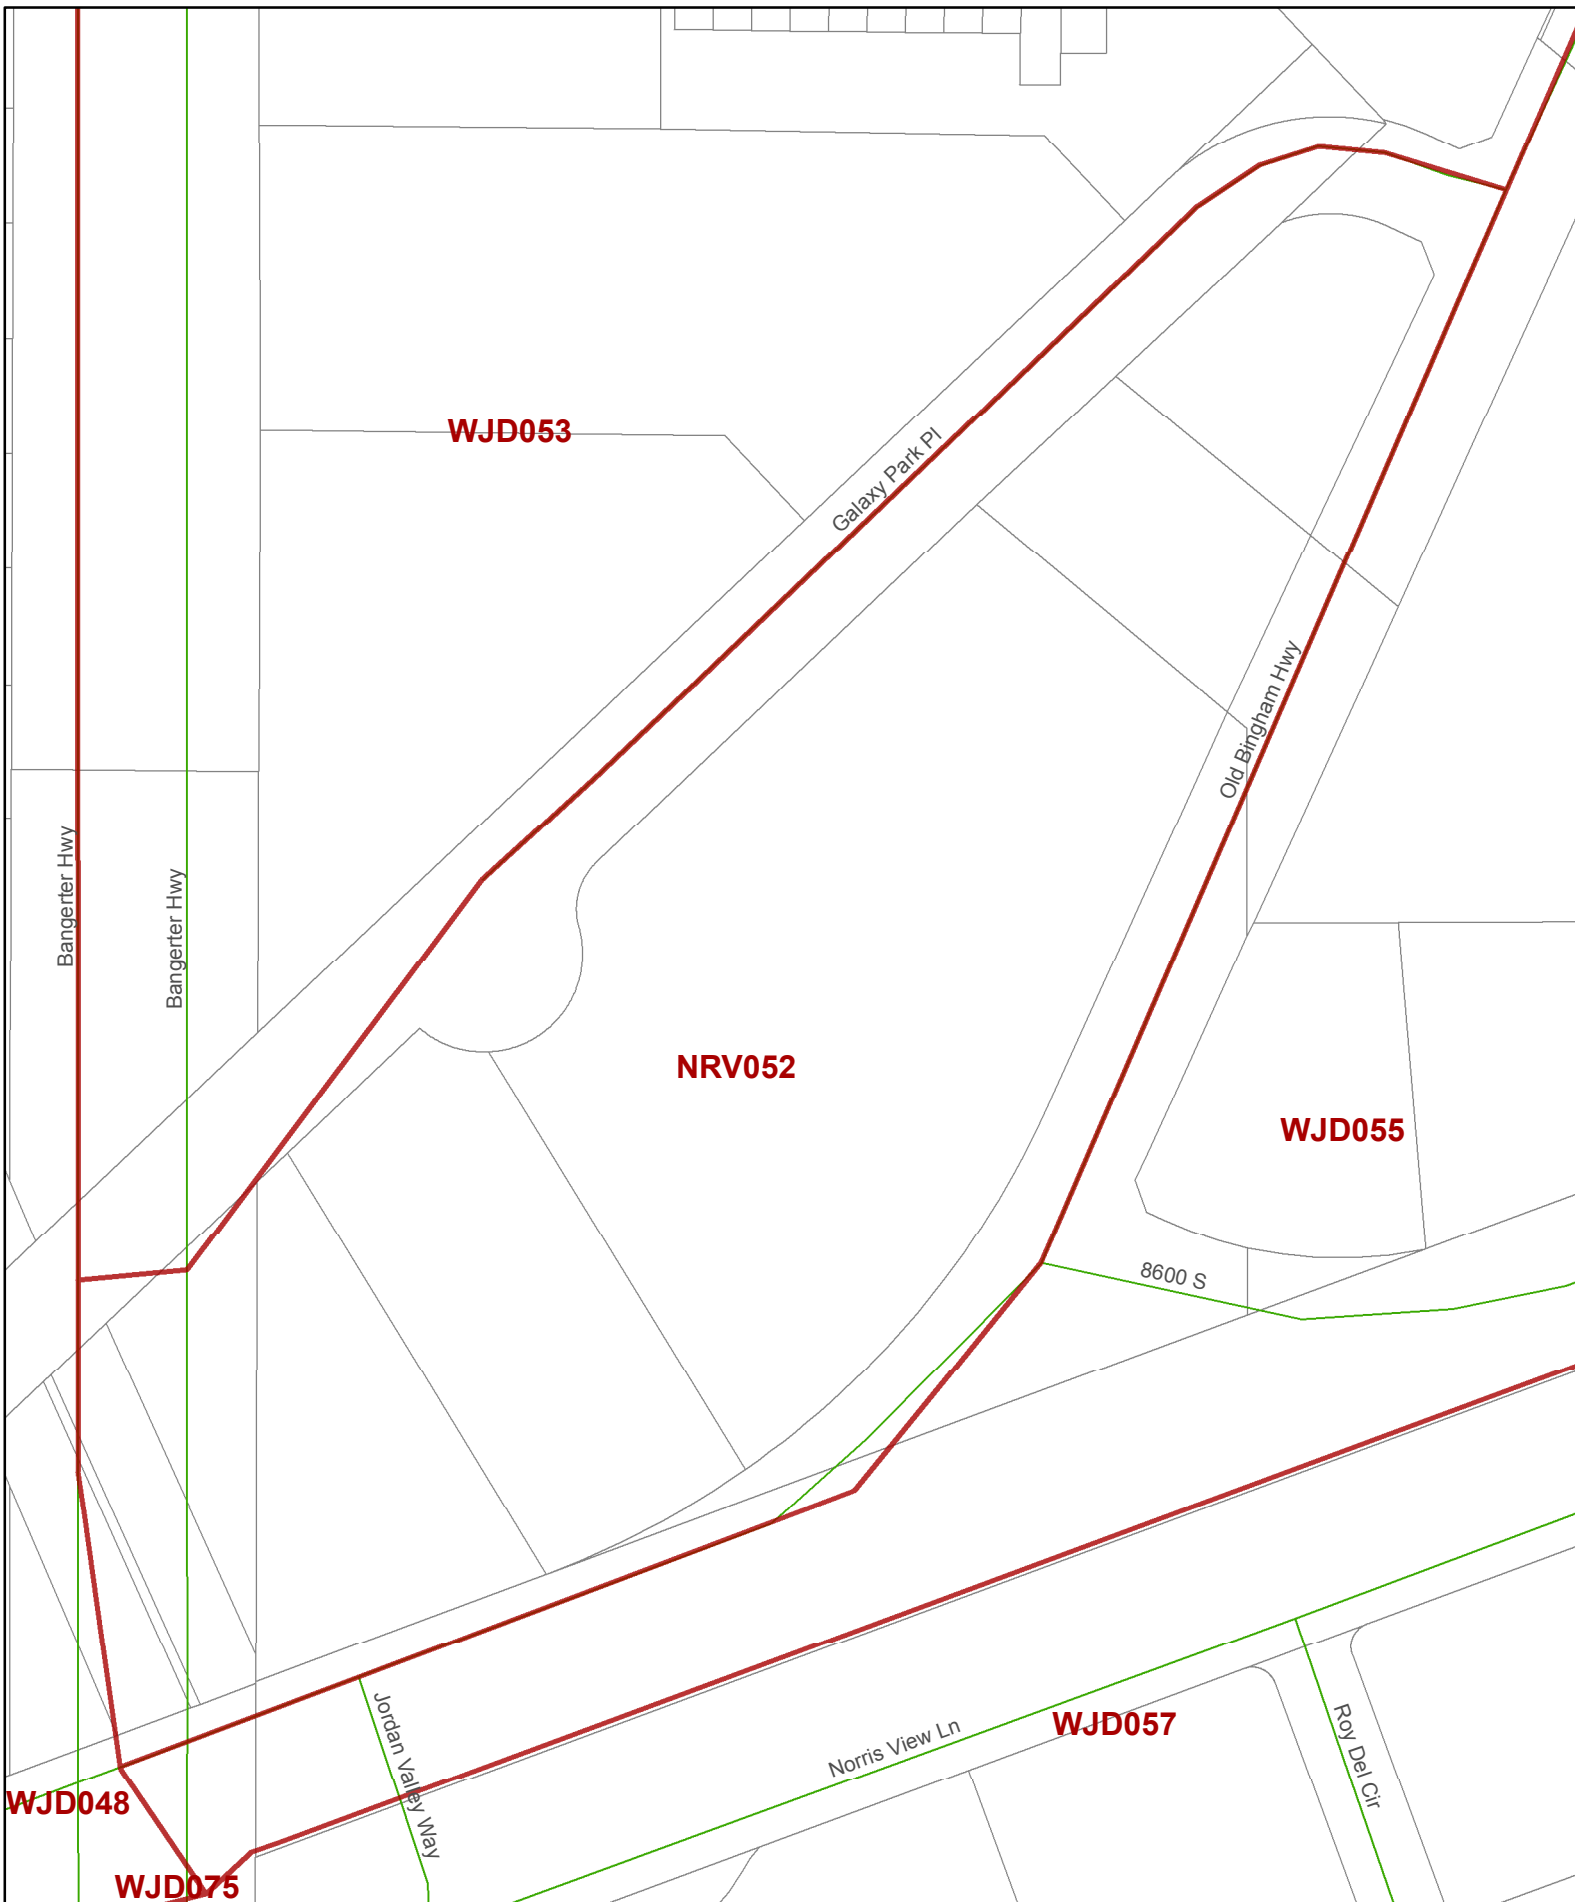 WJD053
Galaxy Park Pl
Old Bingham Hwy
Bangerter Hwy
Bangerter Hwy
NRV052
WJD055
8600 S
Jordan Valley Way
Norris View Ln
WJD057
Roy Del Cir
WJD048
WJD075